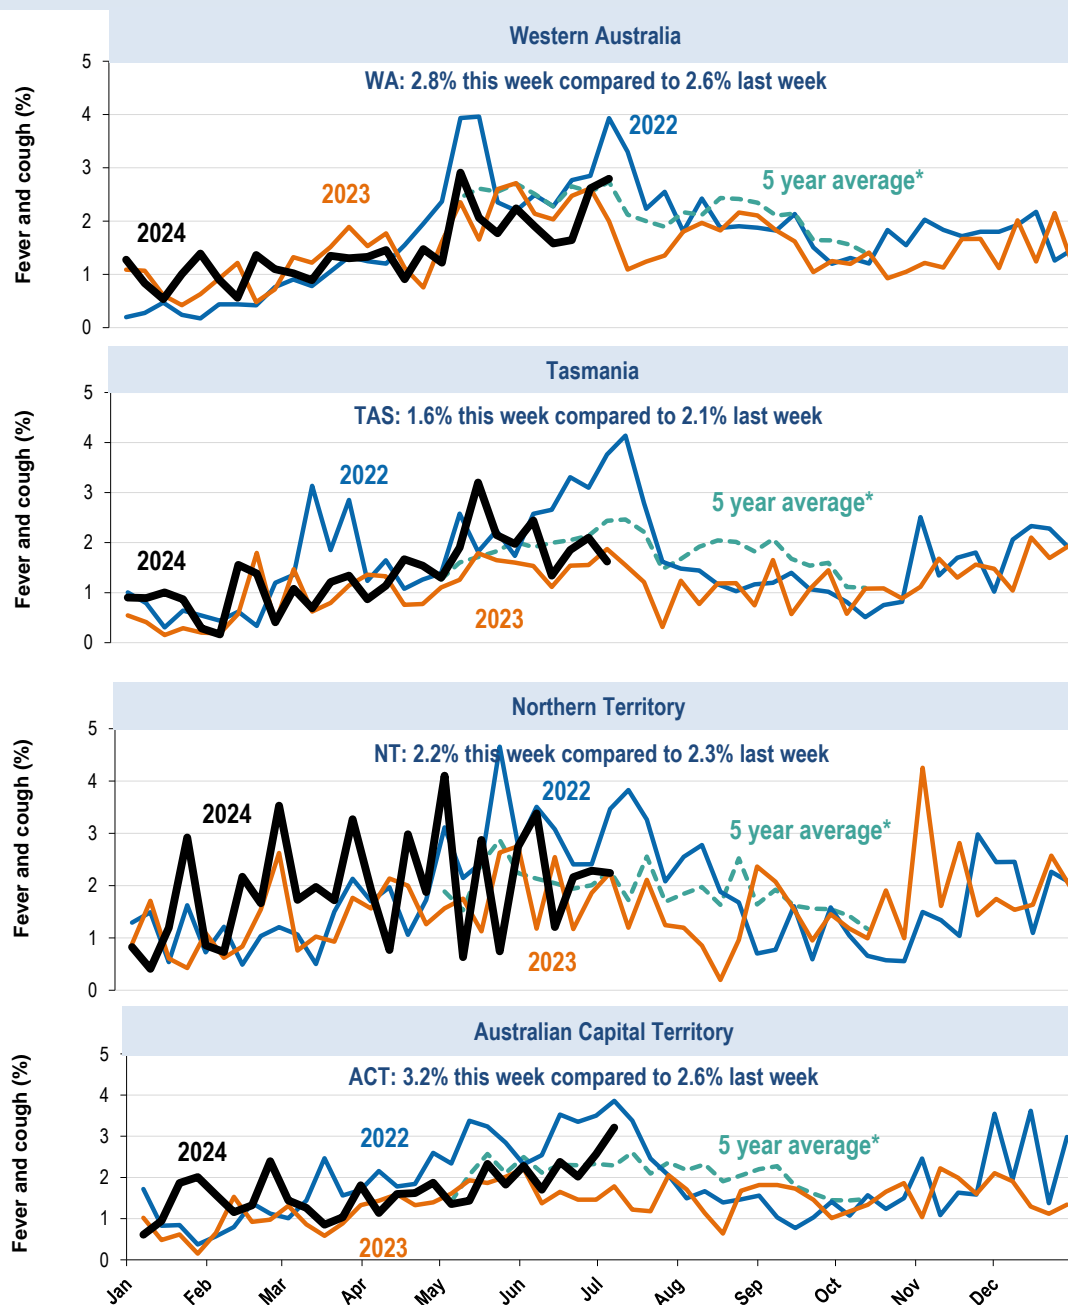 Western Australia
WA: 2.8% this week compared to 2.6% last week
Fever and cough (%)
5
4
3
2
1
0
2022
2023
2024
5 year average*
Tasmania
TAS: 1.6% this week compared to 2.1% last week
Fever and cough (%)
5
4
3
2
1
0
2022
2024
2023
5 year average*
Northern Territory
NT: 2.2% this week compared to 2.3% last week
Fever and cough (%)
5
4
3
2
1
0
2022
2024
2023
5 year average*
Australian Capital Territory
ACT: 3.2% this week compared to 2.6% last week
Fever and cough (%)
5
4
3
2
1
0
2022
2024
2023
5 year average*
Jan Feb Mar Apr May Jun Jul Aug Sep Oct Nov Dec